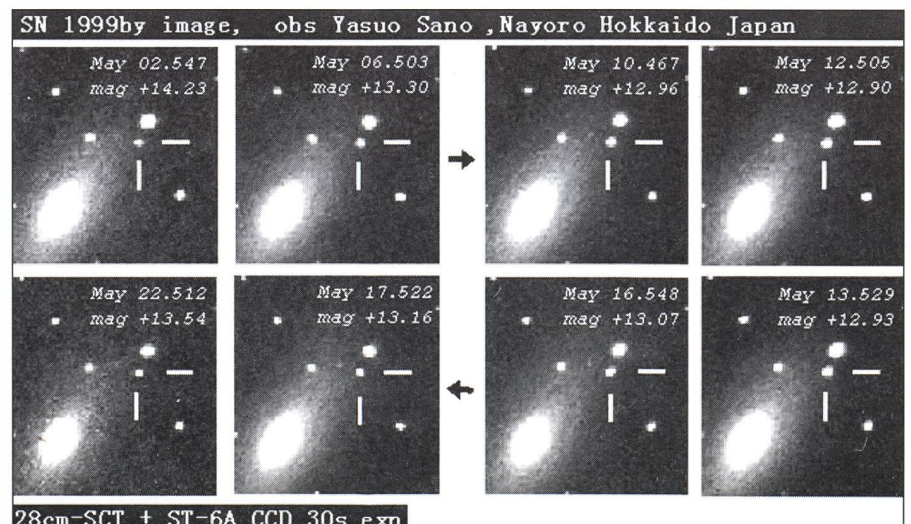 SN 1999by image, obs Yasuo Sano ,Nayoro Hokkaido Japan
May 02.547
mag +14.23
May 06.503
mag +13.30
May 10.467
mag +12.96
May 12.505
mag +12.90
May 22.512
mag +13.54
May 17.522
mag +13.16
May 16.548
mag +13.07
May 13.529
mag +12.93
28cm-SCT + ST-6A CCD 30s exp